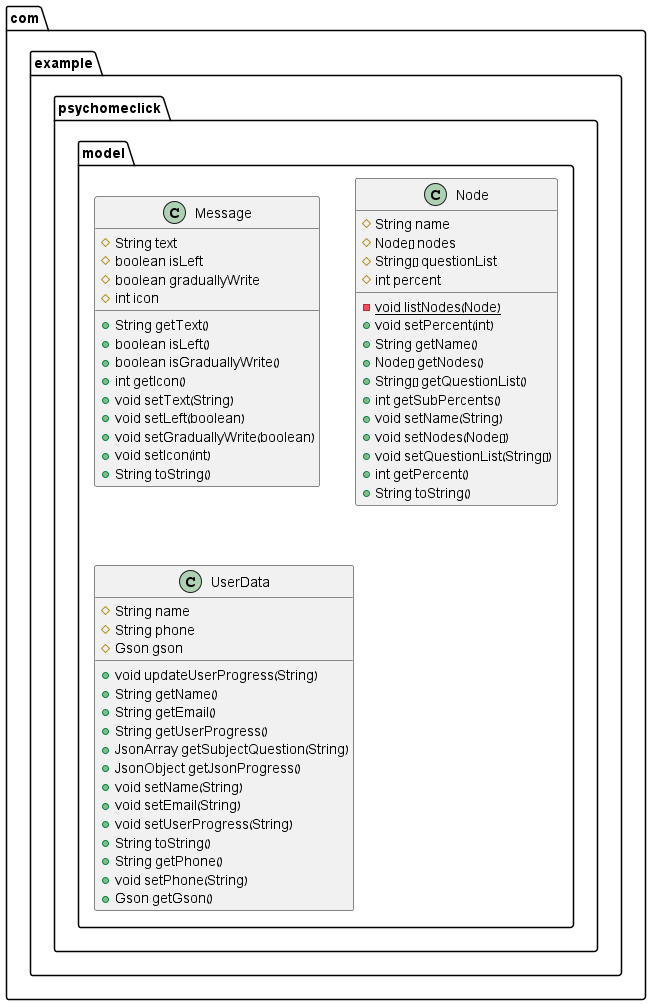 com
example
psychomeclick
model
C Message
String text
boolean isLeft
boolean graduallyWrite
int icon
String getText()
boolean isLeft()
boolean isGraduallyWrite()
int getIcon()
void setText(String)
void setLeft(boolean)
void setGraduallyWrite(boolean)
void setIcon(int)
String toString()
C Node
String name
Node[] nodes
String[] questionList
int percent
void listNodes(Node)
void setPercent(int)
String getName()
Node[] getNodes()
String[] getQuestionList()
int getSubPercents()
void setName(String)
void setNodes(Node[])
void setQuestionList(String[])
int getPercent()
String toString()
C UserData
String name
String phone
Gson gson
void updateUserProgress(String)
String getName()
String getEmail()
String getUserProgress()
JsonArray getSubjectQuestion(String)
JsonObject getJsonProgress()
void setName(String)
void setEmail(String)
void setUserProgress(String)
String toString()
String getPhone()
void setPhone(String)
Gson getGson()